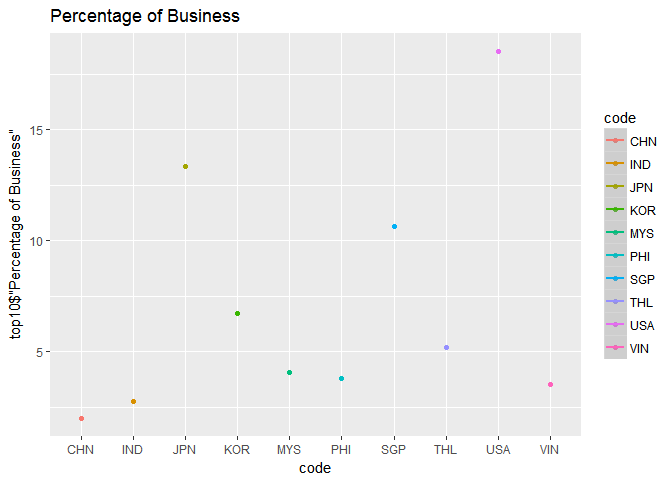 Percentage of Business
top10$"Percentage of Business"
15
10
5
CHN IND JPN KOR MYS PHI SGP THL USA VIN
code
code
CHN
IND
JPN
KOR
MYS
PHI
SGP
THL
USA
VIN